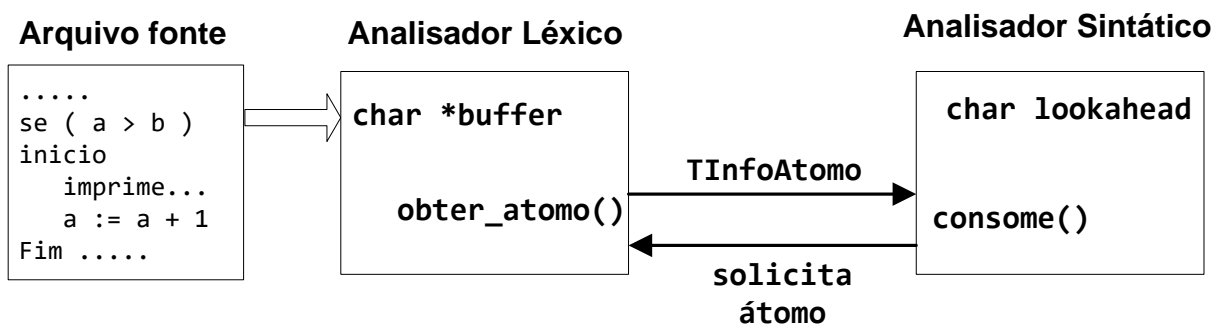 Arquivo fonte
.....
se ( a > b )
inicio
imprime...
a := a + 1
Fim .....
Analisador Léxico
char *buffer
obter_atomo()
TInfoAtomo
solicita
átomo
Analisador Sintático
char lookahead
consome()